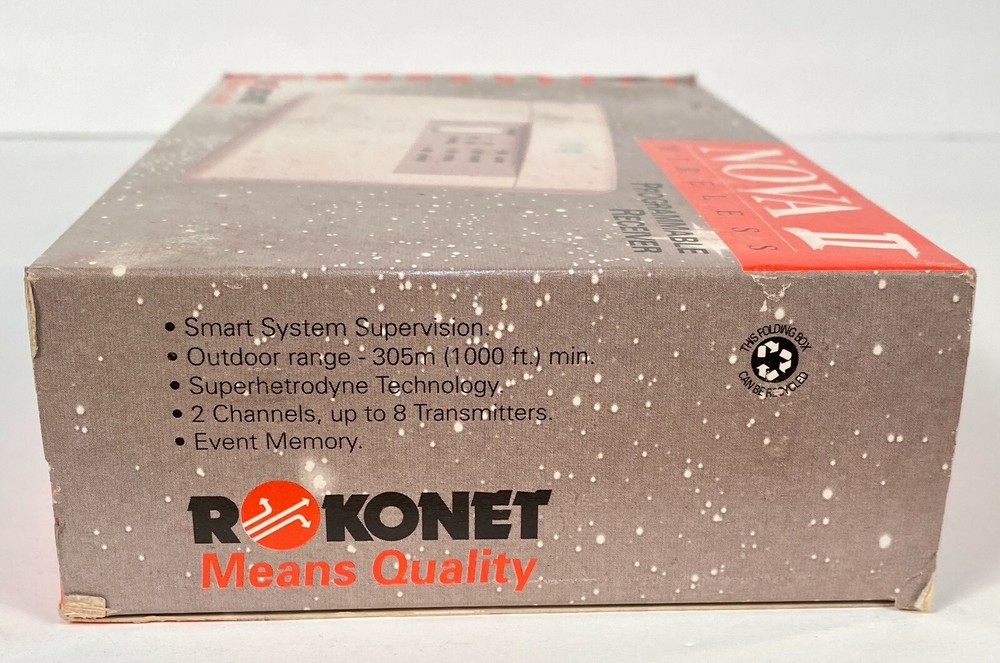 NOVA II
WIRELESS
PROGRAMMABLE
RECEIVER
• Smart System Supervision.
• Outdoor range - 305m (1000 ft.) min.
• Superhetrodyne Technology.
• 2 Channels, up to 8 Transmitters.
• Event Memory.
THIS FOLDING BOX
CAN BE RECYCLED
ROKONET
Means Quality